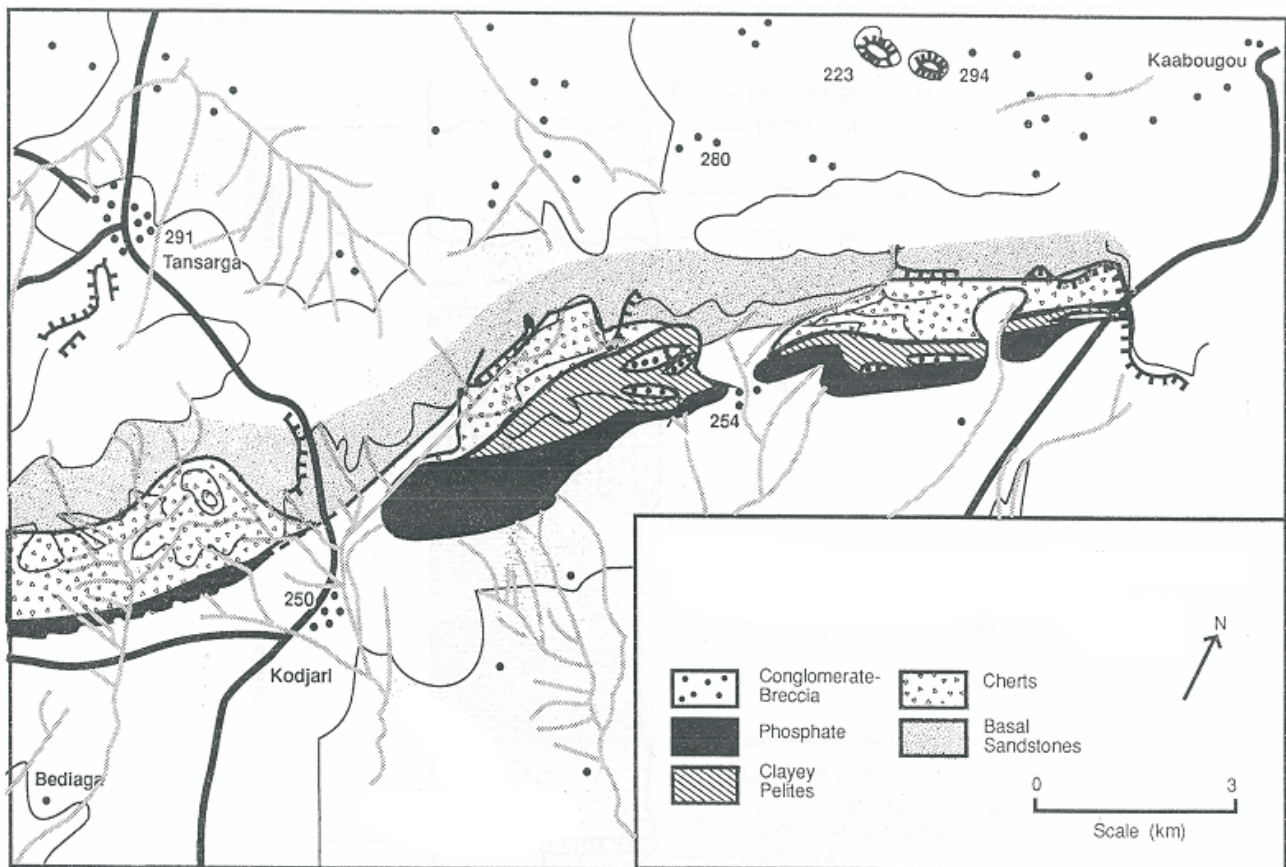 223
294
Kaabougou
280
291
Tansarga
254
250
Kodjari
Bediaga
N
Conglomerate-
Breccia
Cherts
Phosphate
Basal
Sandstones
Clayey
Pelites
0 3
Scale (km)